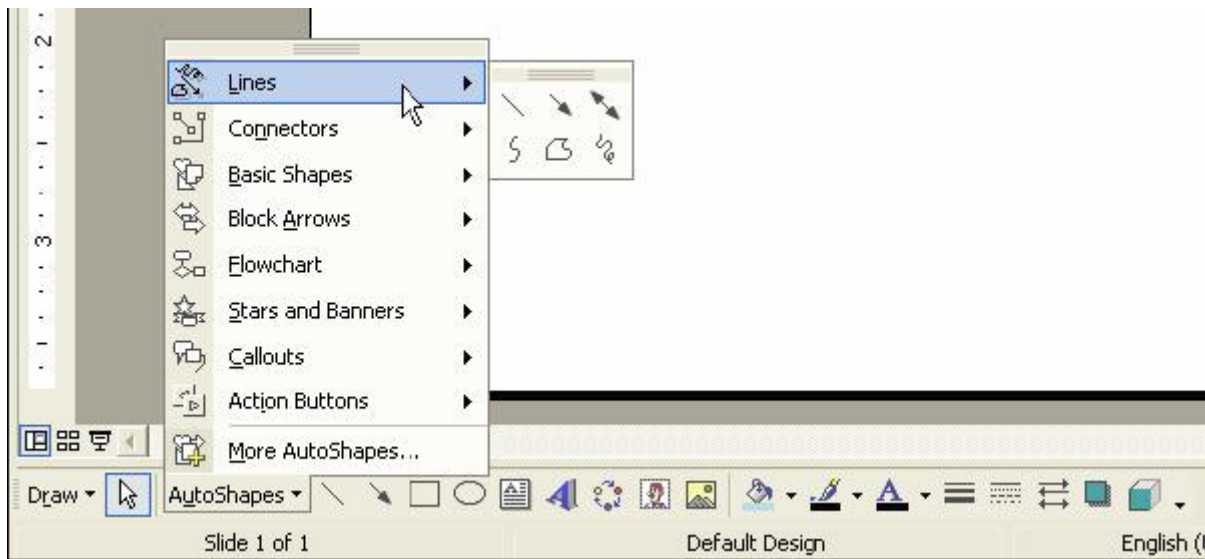 2
3
Lines
Connectors
Basic Shapes
Block Arrows
Flowchart
Stars and Banners
Callouts
Action Buttons
More AutoShapes...
Draw AutoShapes A A
Slide 1 of 1 Default Design English (